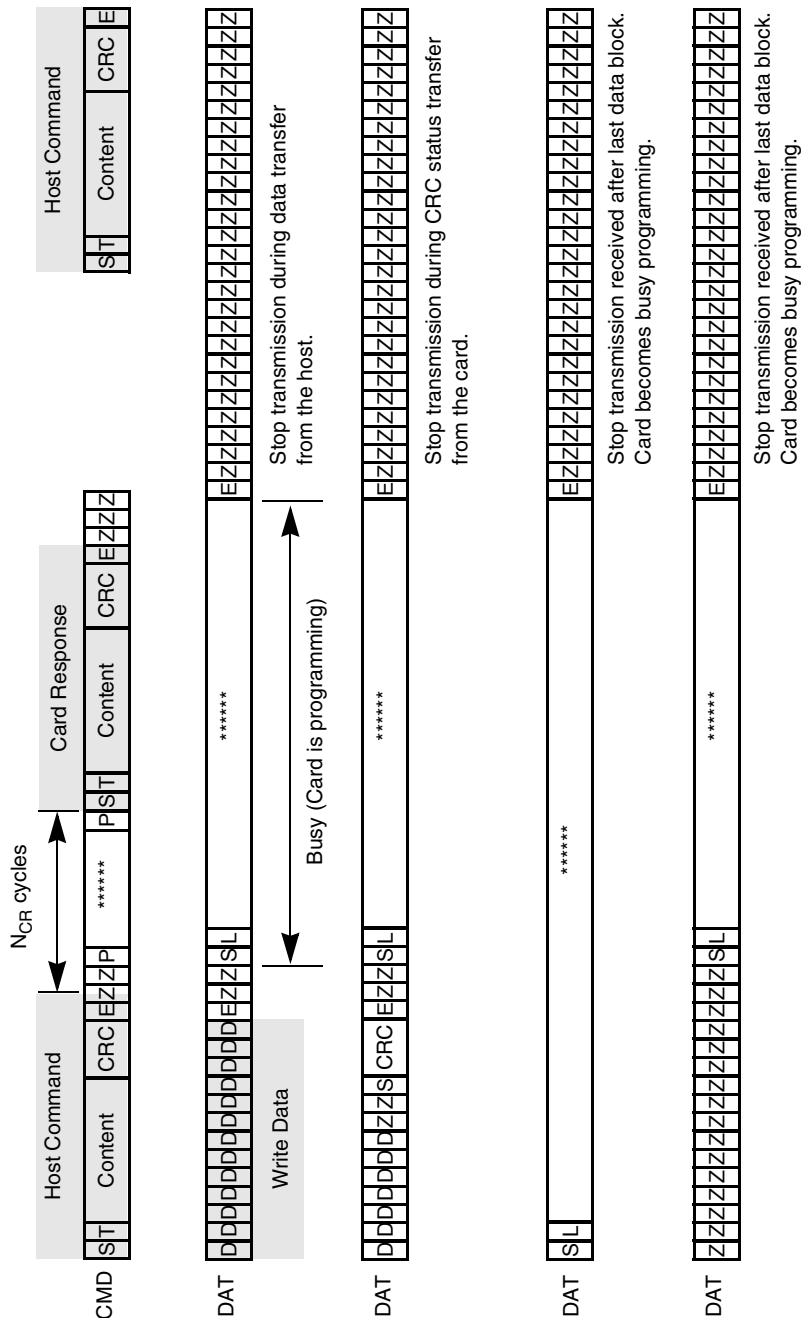 N_CR cycles
Host Command
Card Response
Host Command
CMD S T Content CRC E Z Z P ****** P S T Content CRC E Z Z Z S T Content CRC E
DAT D D D D D D D D D D D D D E Z Z S L ****** E Z Z Z Z Z Z Z Z Z Z Z Z Z Z Z Z Z Z Z Z Z Z Z Z Z Z
Write Data
Busy (Card is programming)
Stop transmission during data transfer
from the host.
DAT D D D D D D D Z Z S CRC E Z Z S L ****** E Z Z Z Z Z Z Z Z Z Z Z Z Z Z Z Z Z Z Z Z Z Z Z Z Z Z
Stop transmission during CRC status transfer
from the card.
DAT S L ****** E Z Z Z Z Z Z Z Z Z Z Z Z Z Z Z Z Z Z Z Z Z Z Z Z Z Z
Stop transmission received after last data block.
Card becomes busy programming.
DAT Z Z Z Z Z Z Z Z Z Z Z Z Z Z Z Z S L ****** E Z Z Z Z Z Z Z Z Z Z Z Z Z Z Z Z Z Z Z Z Z Z Z Z Z Z
Stop transmission received after last data block.
Card becomes busy programming.